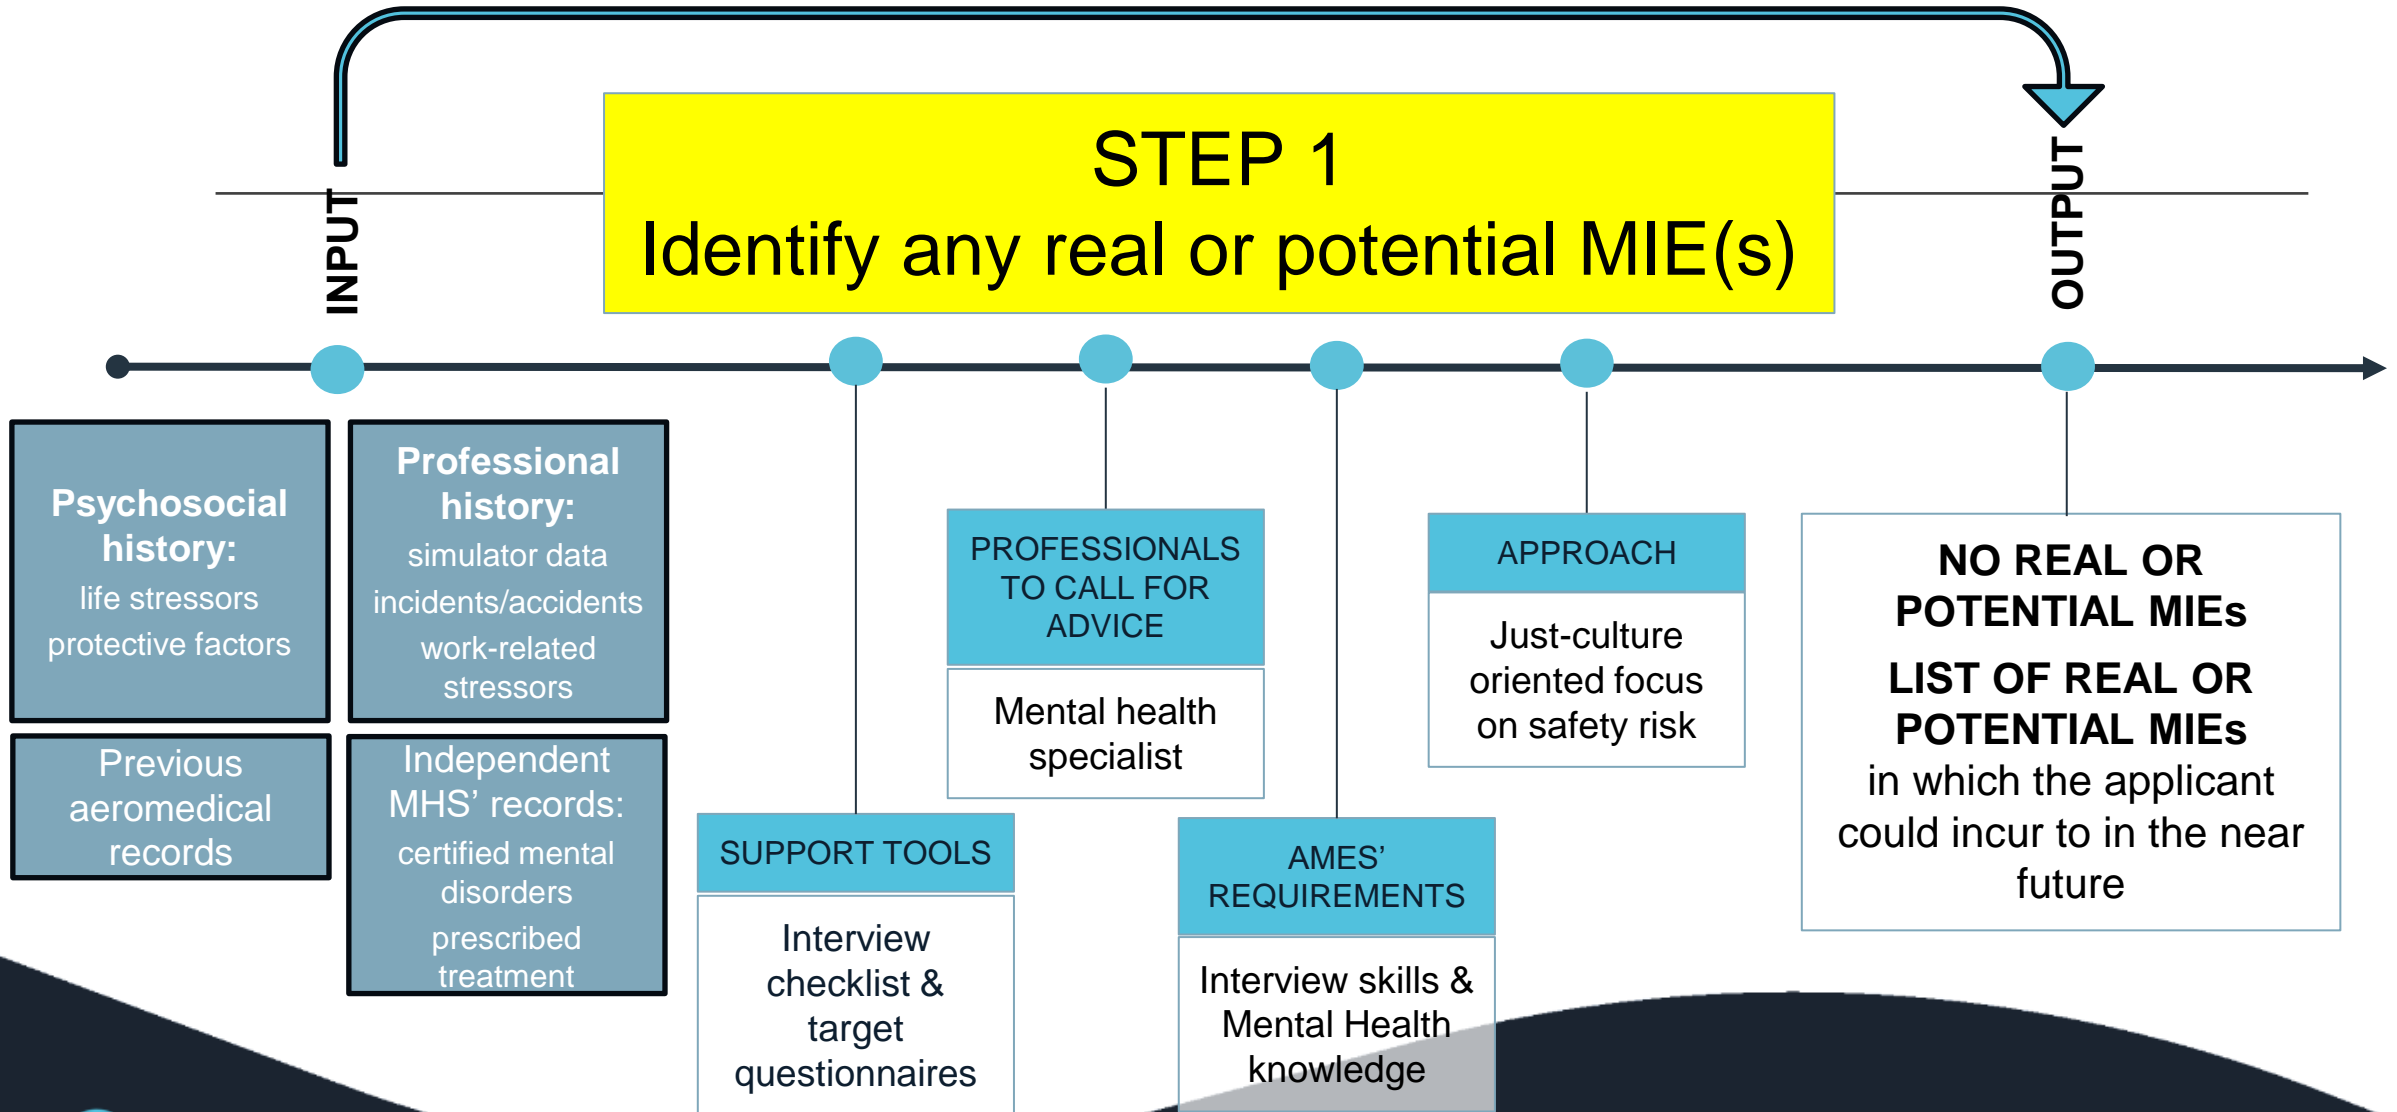 STEP 1
Identify any real or potential MIE(s)
INPUT
OUTPUT
Psychosocial
history:
life stressors
protective factors
Professional
history:
simulator data
incidents/accidents
work-related
stressors
Previous
aeromedical
records
Independent
MHS’ records:
certified mental
disorders
prescribed
treatment
SUPPORT TOOLS
Interview
checklist &
target
questionnaires
PROFESSIONALS
TO CALL FOR
ADVICE
Mental health
specialist
AMES’
REQUIREMENTS
Interview skills &
Mental Health
knowledge
APPROACH
Just-culture
oriented focus
on safety risk
NO REAL OR
POTENTIAL MIEs
LIST OF REAL OR
POTENTIAL MIEs
in which the applicant
could incur to in the near
future